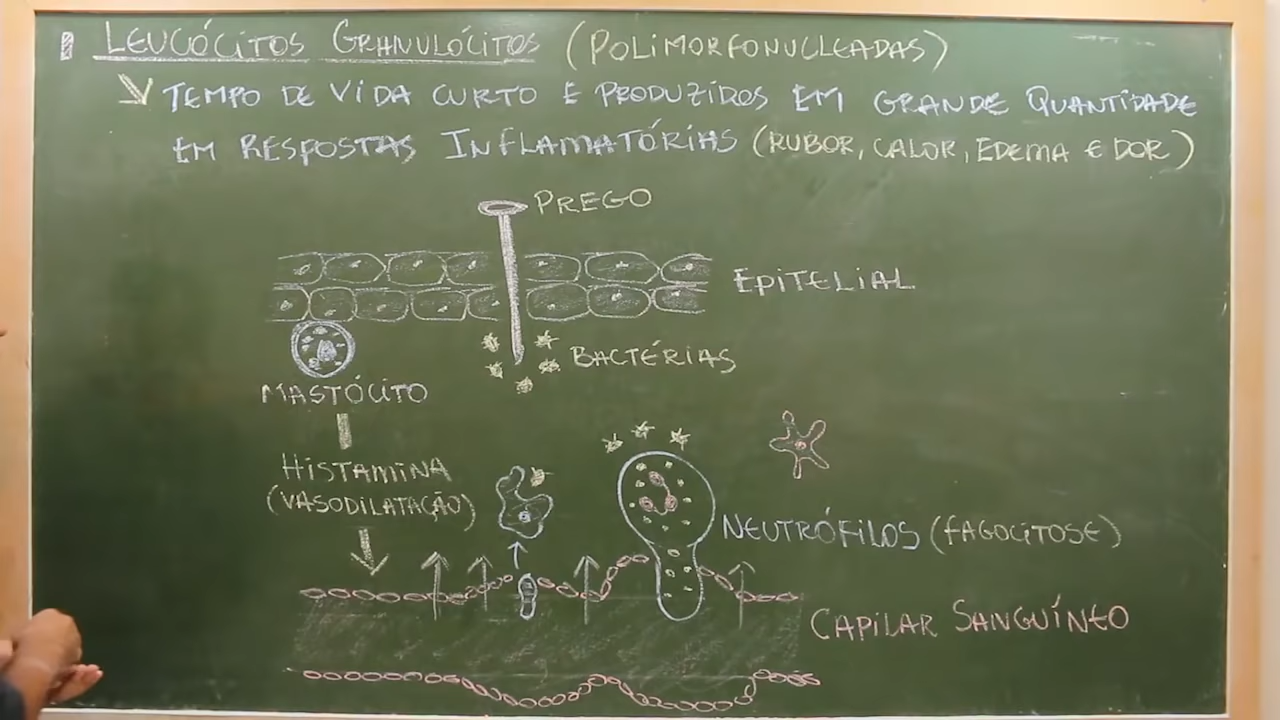 LEUCÓCITOS GRANULÓCITOS (POLIMORFONUCLEADAS)
TEMPO DE VIDA CURTO E PRODUZIDOS EM GRANDE QUANTIDADE
EM RESPOSTAS INFLAMATÓRIAS (RUBOR, CALOR, EDEMA E DOR)
PREGO
EPITELIAL
BACTÉRIAS
MASTÓCITO
HISTAMINA
(VASODILATAÇÃO)
NEUTRÓFILOS (FAGOCITOSE)
CAPILAR SANGUÍNEO